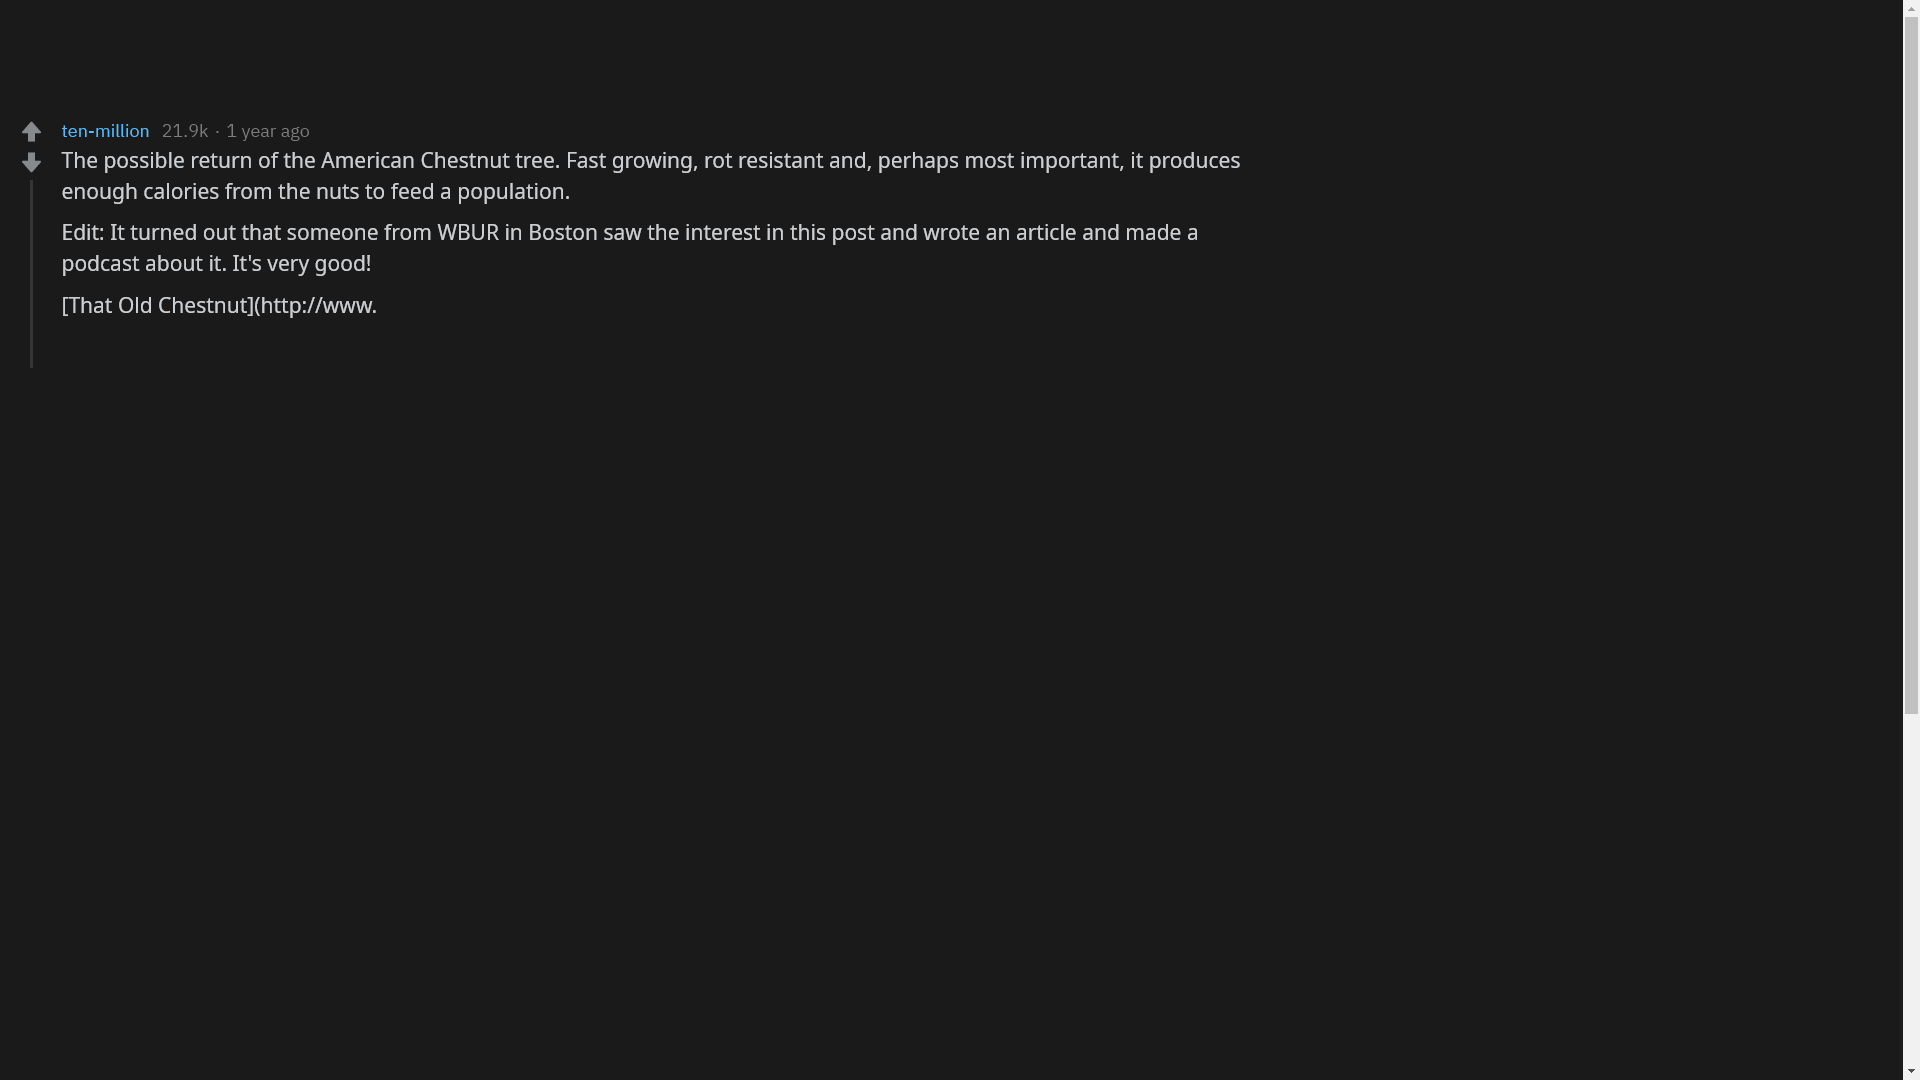 ten-million 21.9k · 1 year ago
The possible return of the American Chestnut tree. Fast growing, rot resistant and, perhaps most important, it produces
enough calories from the nuts to feed a population.
Edit: It turned out that someone from WBUR in Boston saw the interest in this post and wrote an article and made a
podcast about it. It's very good!
[That Old Chestnut](http://www.